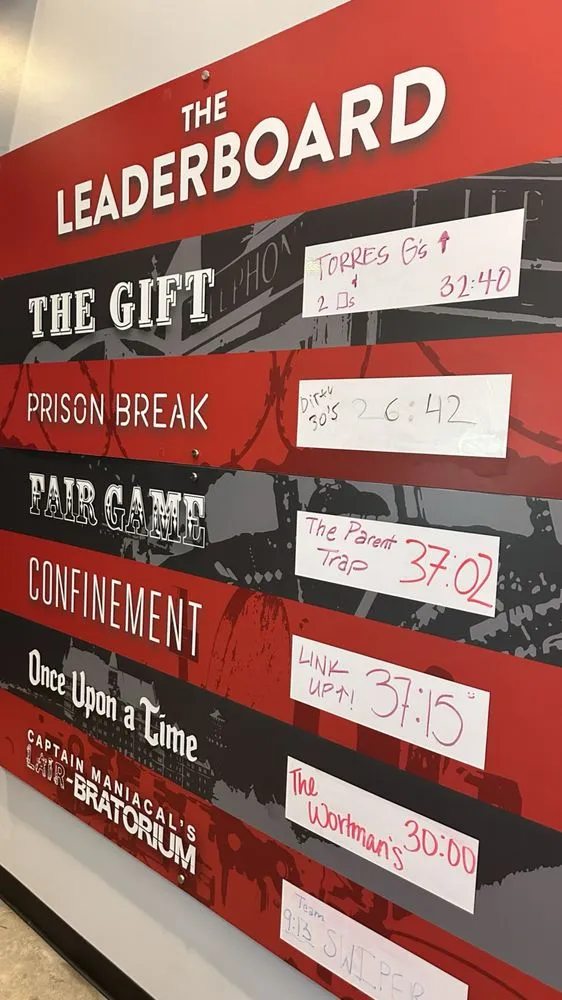 THE
LEADERBOARD
THE GIFT
TORRES G's ↑
2 □s 32:40
PRISON BREAK
Dirty
30's 26:42
FAIR GAME
The Parent
Trap 37:02
CONFINEMENT
LINK
UP↑! 37:15
Once Upon a Time
The
Wortman's 30:00
CAPTAIN MANIACAL'S
LAIR-BRATORIUM
Team
9:13 SWIPER